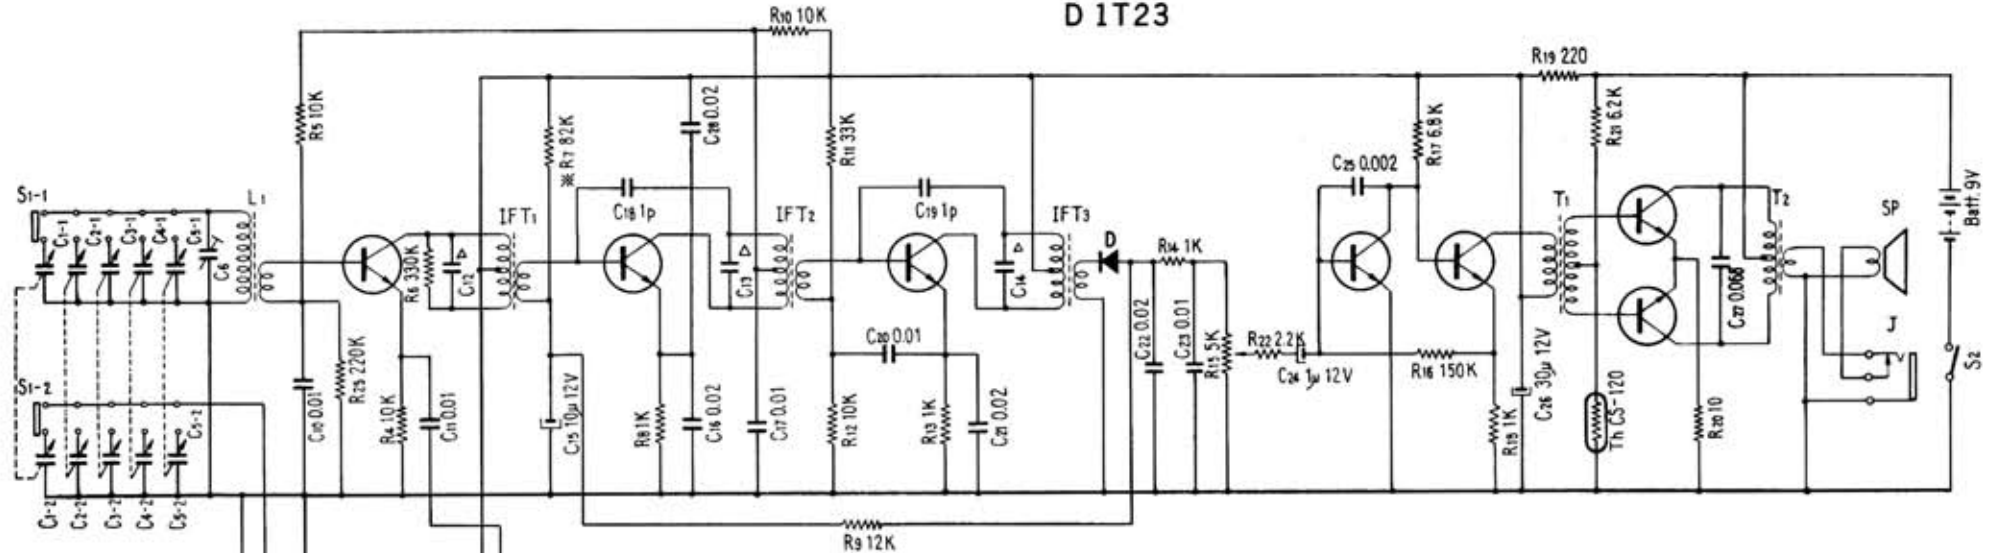 D 1T23
R10 10K
R19 220
R5 10K
※ R7 82K
C28 0.02
R11 33K
C25 0.002
R17 6.8K
R21 6.2K
Batt. 9V
S1-1
C1-1
C2-1
C3-1
C4-1
C5-1
C6
L1
R6 330K
C12
IFT1
C18 1p
C13
IFT2
C19 1p
C14
IFT3
D
R14 1K
T1
T2
C27 0.068
SP
J
S2
S1-2
C5-2
C1-2
C2-2
C3-2
C4-2
C5-2
C10 0.01
R25 220K
R4 10K
C11 0.01
C15 10μ 12V
R8 1K
C16 0.02
C17 0.01
R12 10K
C20 0.01
R13 1K
C21 0.02
C22 0.02
C23 0.01
R15 5K
R22 2.2K
C24 1μ 12V
R16 150K
R18 1K
C26 30μ 12V
Th CS-120
R20 10
R9 12K